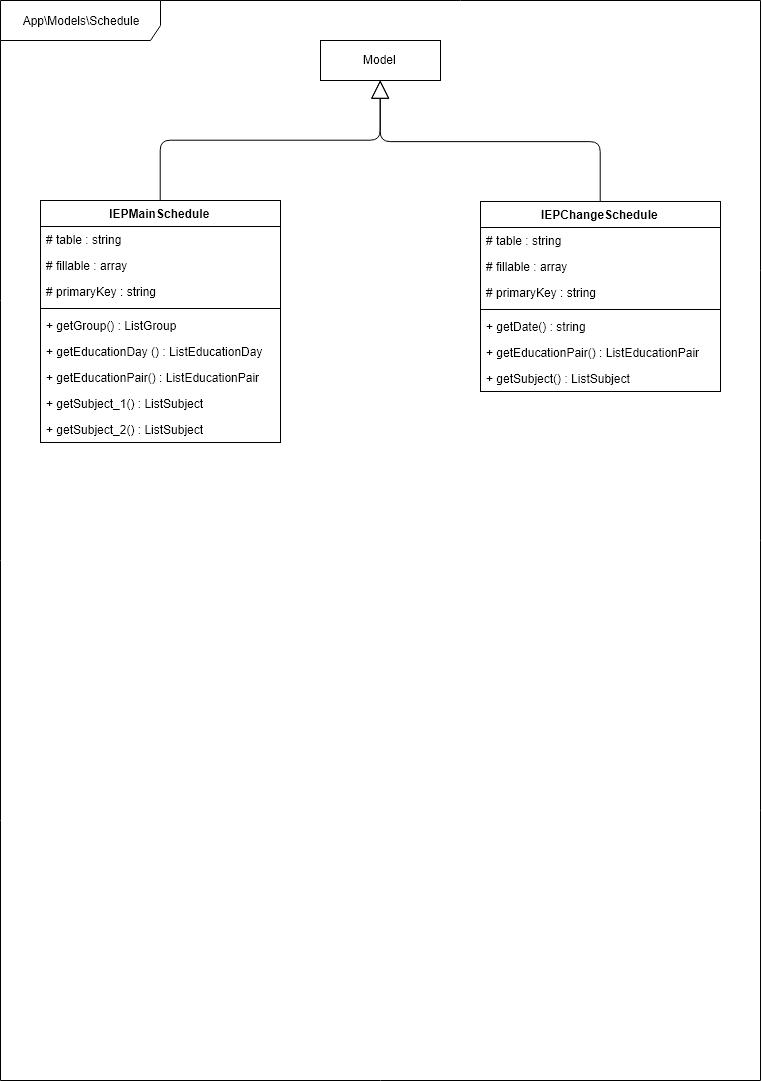 App\Models\Schedule
Model
IEPMainSchedule
# table : string
# fillable : array
# primaryKey : string
+ getGroup() : ListGroup
+ getEducationDay () : ListEducationDay
+ getEducationPair() : ListEducationPair
+ getSubject_1() : ListSubject
+ getSubject_2() : ListSubject
IEPChangeSchedule
# table : string
# fillable : array
# primaryKey : string
+ getDate() : string
+ getEducationPair() : ListEducationPair
+ getSubject() : ListSubject